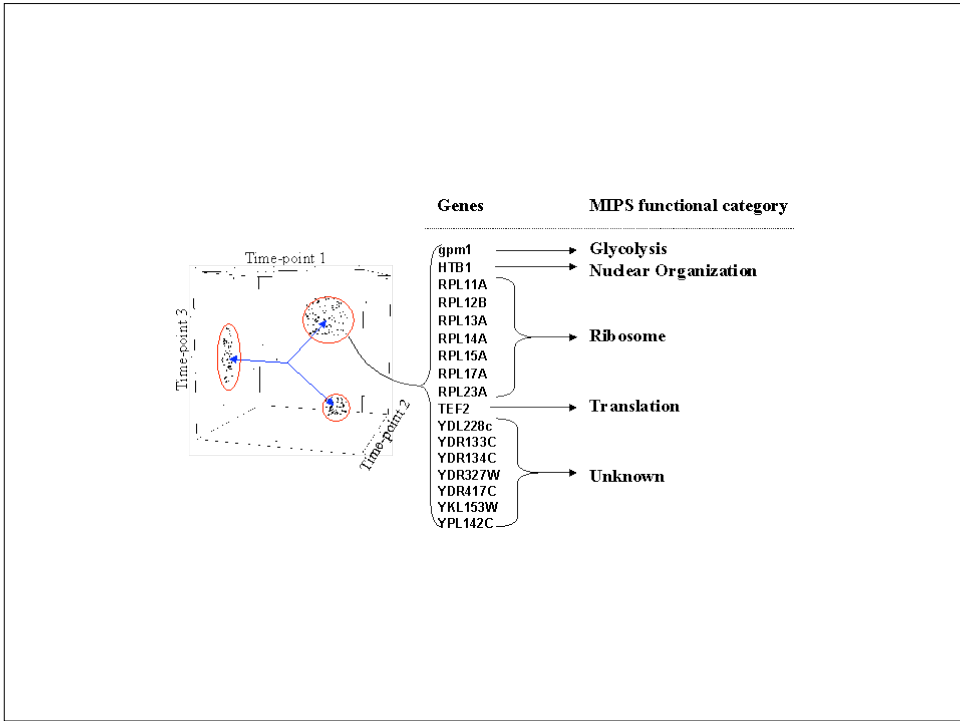 Genes MIPS functional category
gpm1 Glycolysis
HTB1 Nuclear Organization
RPL11A
RPL12B
RPL13A
RPL14A Ribosome
RPL15A
RPL17A
RPL23A
TEF2 Translation
YDL228c
YDR133C
YDR134C
YDR327W Unknown
YDR417C
YKL153W
YPL142C
Time-point 1
Time-point 3
Time-point 2